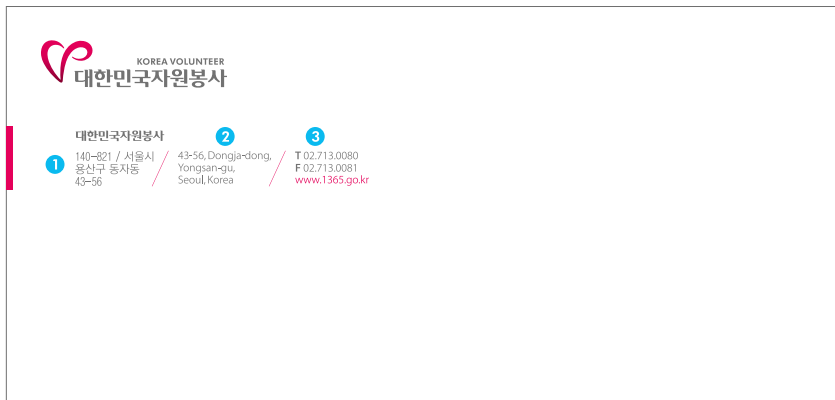 KOREA VOLUNTEER
대한민국자원봉사
대한민국자원봉사
1
140-821 / 서울시
용산구 동자동
43-56
2
43-56, Dongja-dong,
Yongsan-gu,
Seoul, Korea
3
T 02.713.0080
F 02.713.0081
www.1365.go.kr